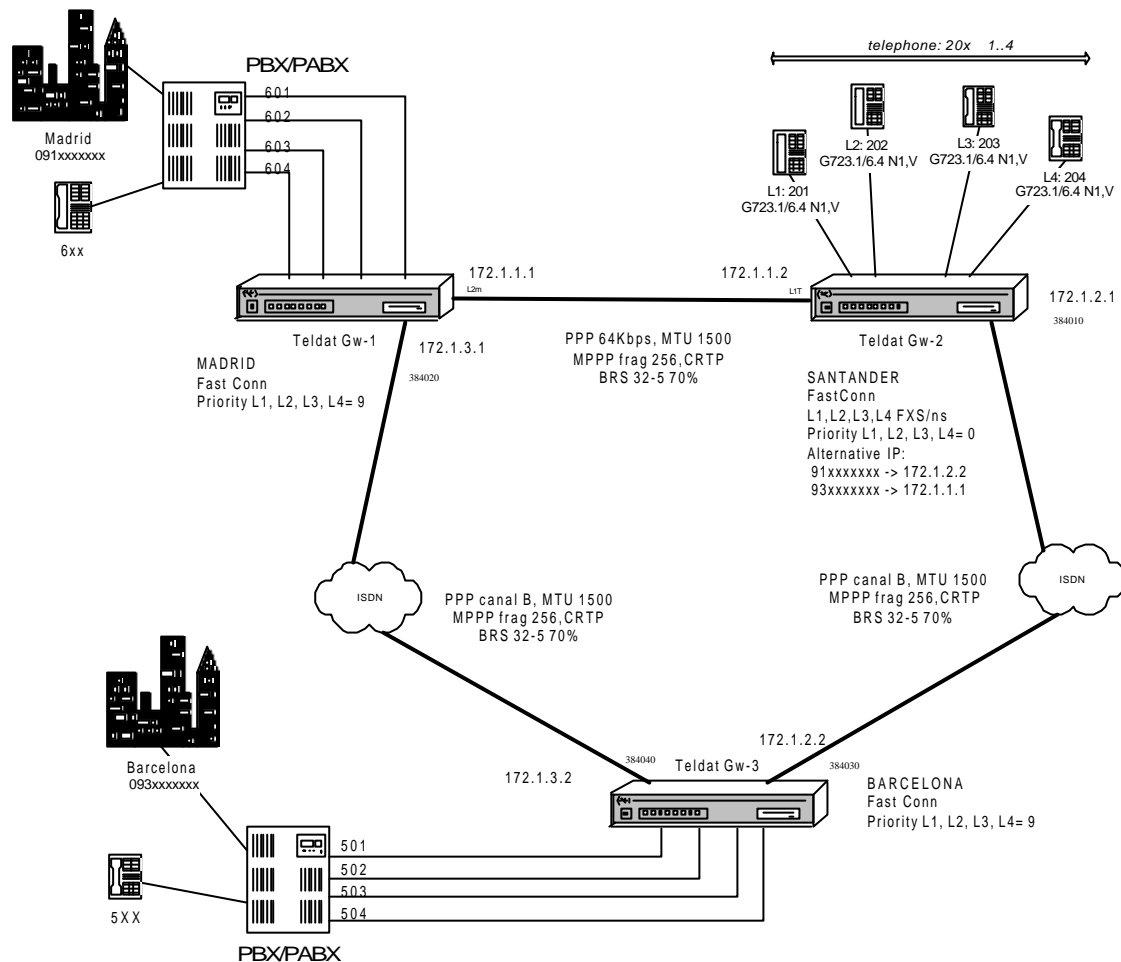 telephone: 20x 1..4
PBX/PABX
601
602
603
604
Madrid
091xxxxxxx
6xx
L1: 201
G723.1/6.4 N1,V
L2: 202
G723.1/6.4 N1,V
L3: 203
G723.1/6.4 N1,V
L4: 204
G723.1/6.4 N1,V
172.1.1.1
L2m
172.1.1.2
L1T
172.1.2.1
384010
Teldat Gw-1
172.1.3.1
384020
MADRID
Fast Conn
Priority L1, L2, L3, L4= 9
PPP 64Kbps, MTU 1500
MPPP frag 256,CRTP
BRS 32-5 70%
Teldat Gw-2
SANTANDER
FastConn
L1,L2,L3,L4 FXS/ns
Priority L1, L2, L3, L4= 0
Alternative IP:
91xxxxxxx -> 172.1.2.2
93xxxxxxx -> 172.1.1.1
ISDN
PPP canal B, MTU 1500
MPPP frag 256,CRTP
BRS 32-5 70%
PPP canal B, MTU 1500
MPPP frag 256,CRTP
BRS 32-5 70%
ISDN
Barcelona
093xxxxxxx
172.1.3.2
384040
Teldat Gw-3
172.1.2.2
384030
BARCELONA
Fast Conn
Priority L1, L2, L3, L4= 9
501
502
503
504
5XX
PBX/PABX